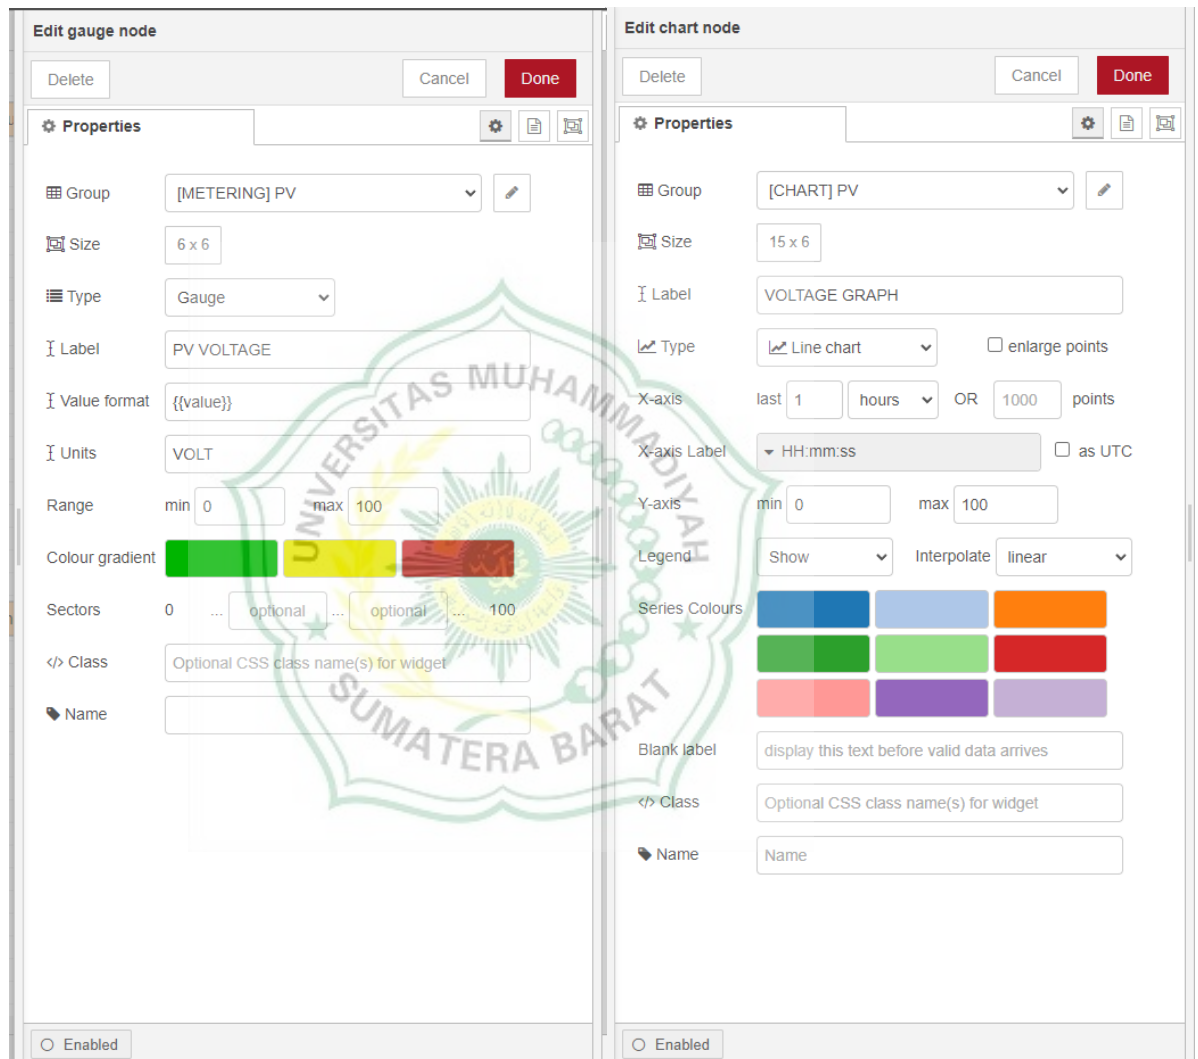 Edit gauge node
Delete
Cancel
Done
Properties
Group
[METERING] PV
Size
6 x 6
Type
Gauge
Label
PV VOLTAGE
Value format
{{value}}
Units
VOLT
Range
min 0
max 100
Colour gradient
Sectors
0 ... optional ... optional ... 100
</> Class
Optional CSS class name(s) for widget
Name
Enabled
Edit chart node
Delete
Cancel
Done
Properties
Group
[CHART] PV
Size
15 x 6
Label
VOLTAGE GRAPH
Type
Line chart
enlarge points
X-axis
last 1 hours OR 1000 points
X-axis Label
HH:mm:ss
as UTC
Y-axis
min 0
max 100
Legend
Show
Interpolate
linear
Series Colours
Blank label
display this text before valid data arrives
</> Class
Optional CSS class name(s) for widget
Name
Name
Enabled
UNIVERSITAS MUHAMMADIYAH
SUMATERA BARAT